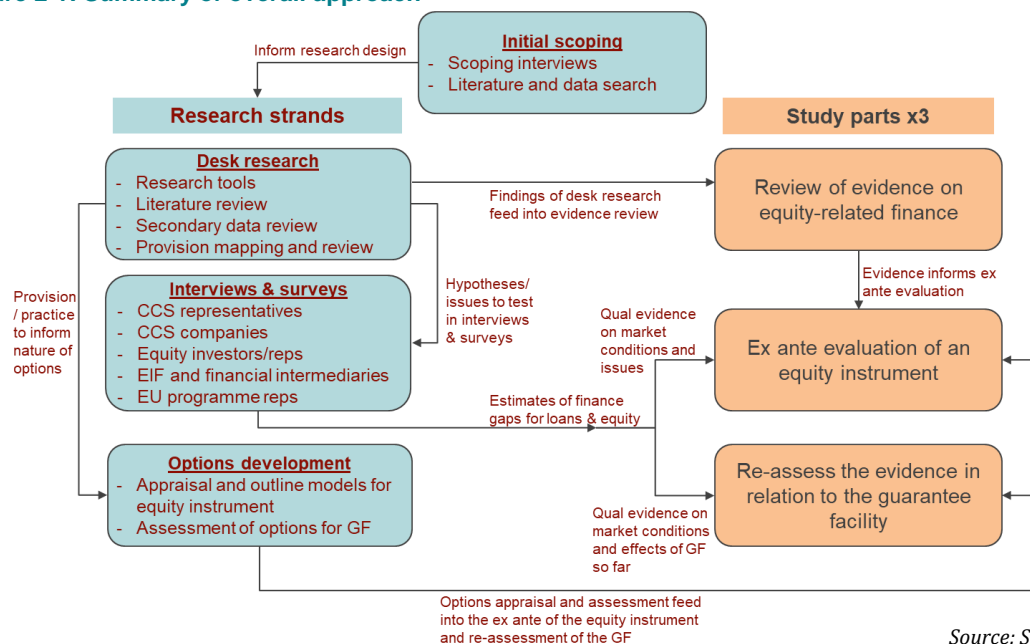 Summary of overall approach
Initial scoping
- Scoping interviews
- Literature and data search
Inform research design
Research strands
Study parts x3
Desk research
- Research tools
- Literature review
- Secondary data review
- Provision mapping and review
Findings of desk research
feed into evidence review
Review of evidence on
equity-related finance
Provision
/ practice
to inform
nature of
options
Interviews & surveys
- CCS representatives
- CCS companies
- Equity investors/reps
- EIF and financial intermediaries
- EU programme reps
Hypotheses/
issues to test
in interviews
& surveys
Evidence informs ex
ante evaluation
Qual evidence
on market
conditions and
issues
Ex ante evaluation of an
equity instrument
Estimates of finance
gaps for loans & equity
Options development
- Appraisal and outline models for
equity instrument
- Assessment of options for GF
Qual evidence on
market conditions
and effects of GF
so far
Re-assess the evidence in
relation to the guarantee
facility
Options appraisal and assessment feed
into the ex ante of the equity instrument
and re-assessment of the GF
Source: S